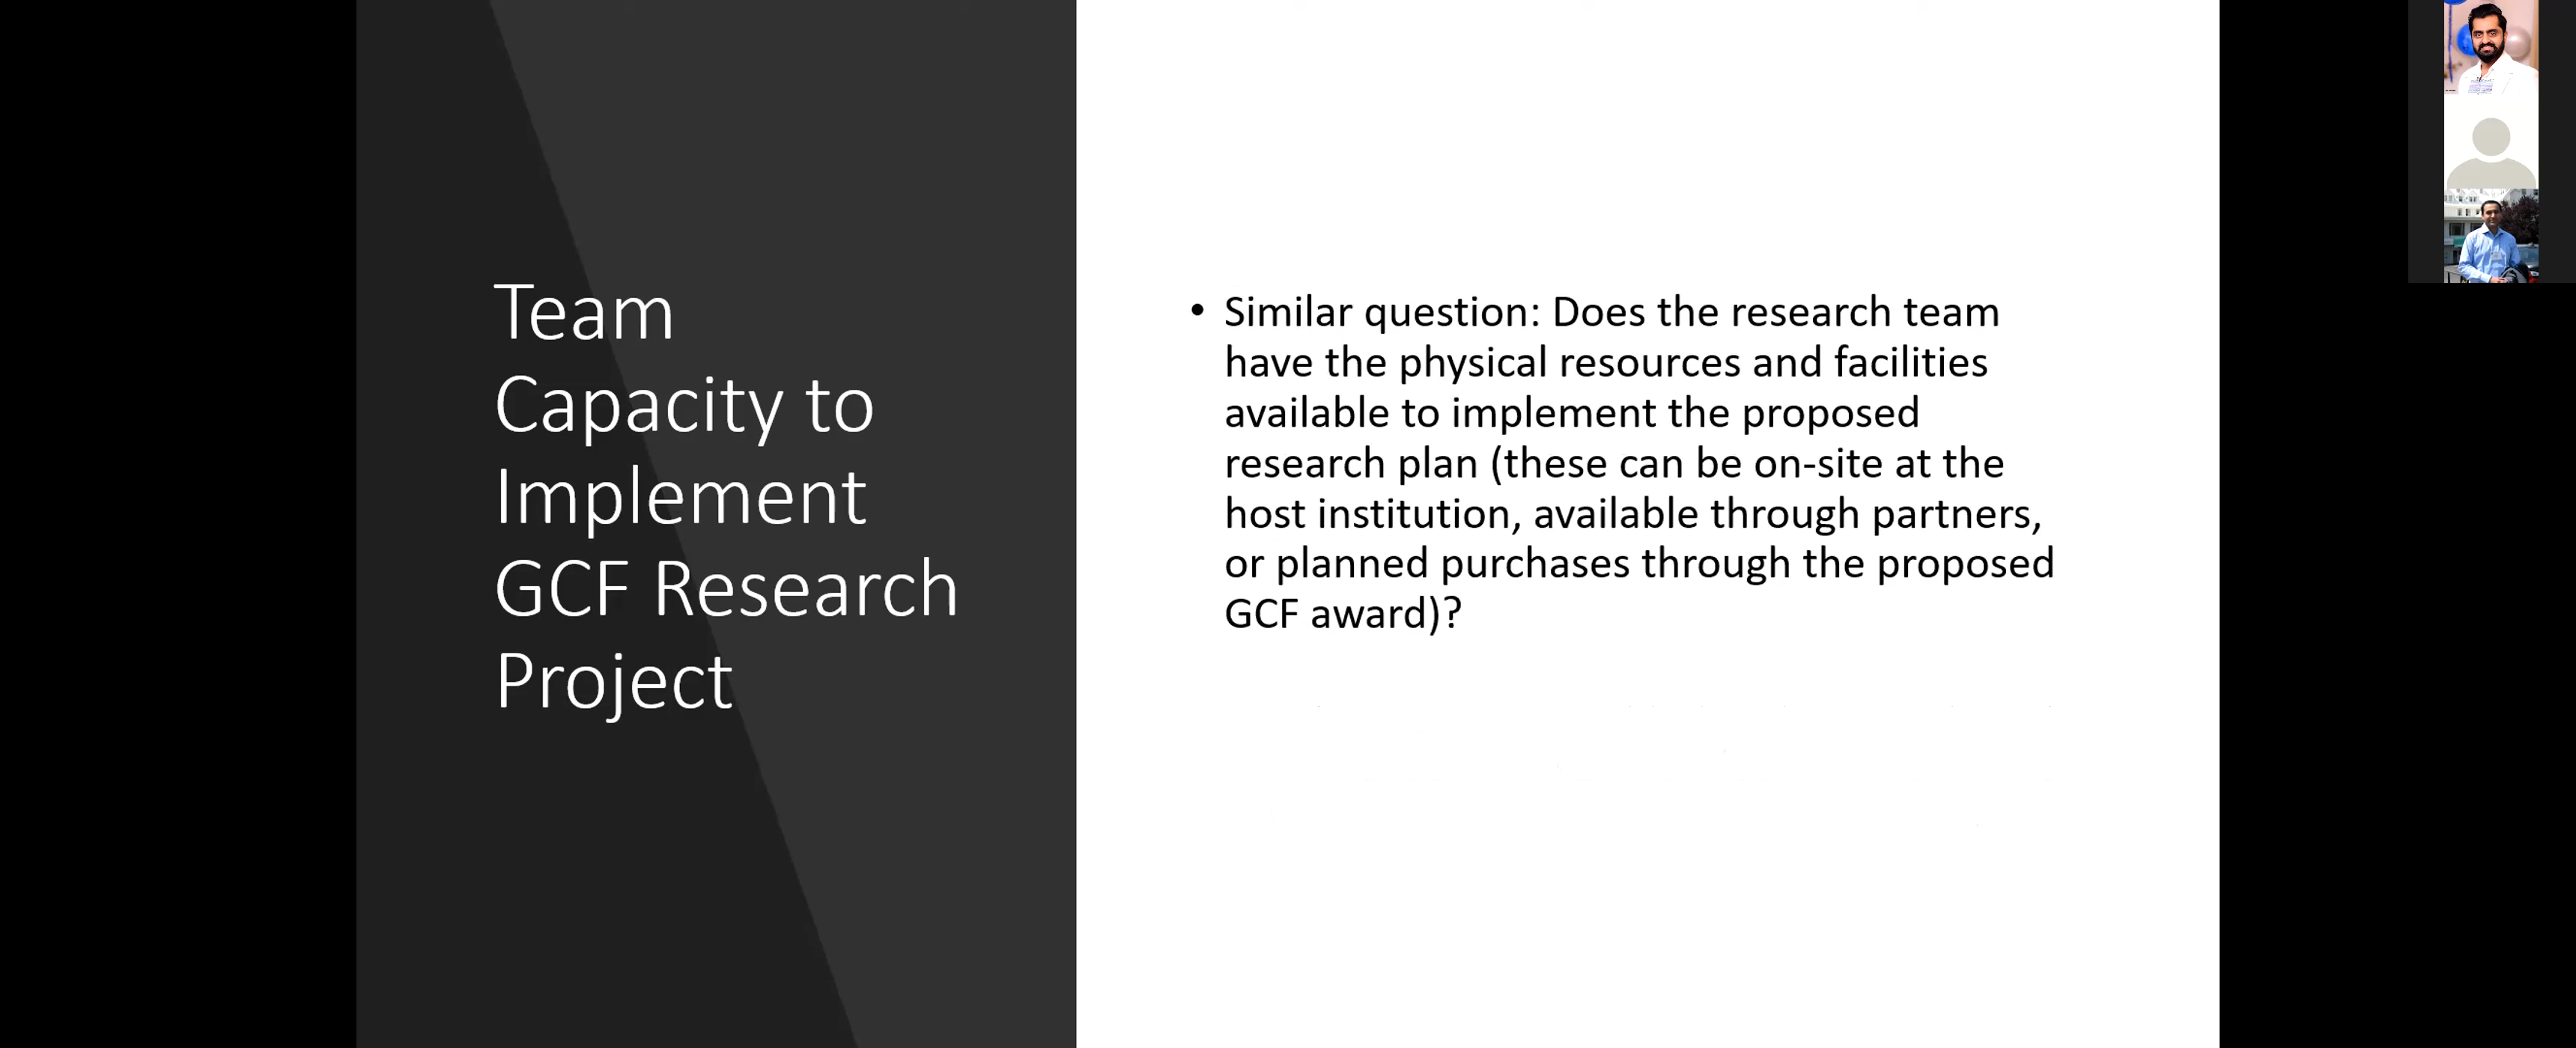 Team
Capacity to
Implement
GCF Research
Project
• Similar question: Does the research team
have the physical resources and facilities
available to implement the proposed
research plan (these can be on-site at the
host institution, available through partners,
or planned purchases through the proposed
GCF award)?